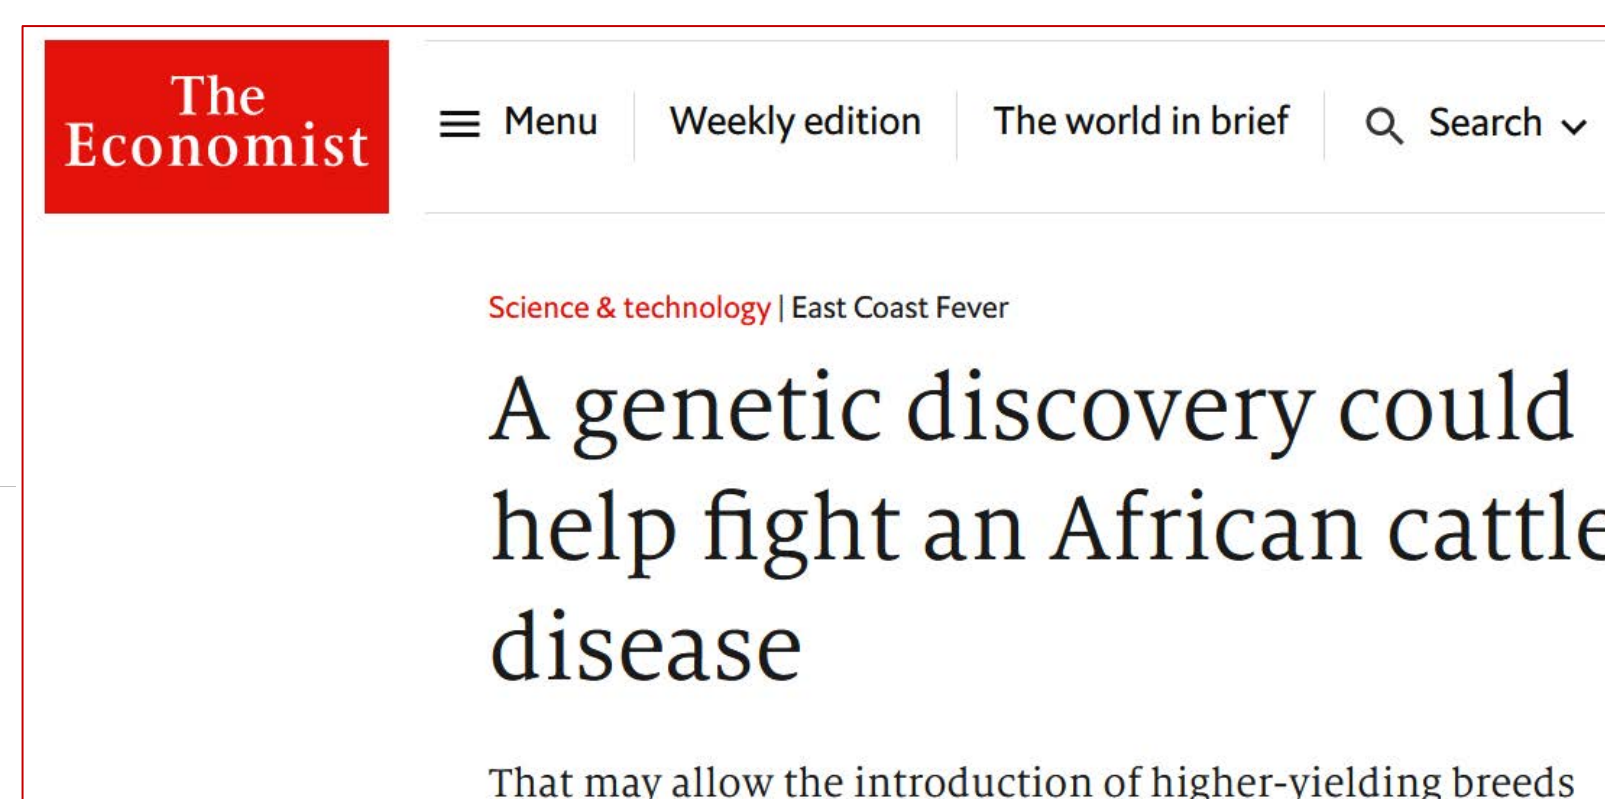 The
Economist
Menu
Weekly edition
The world in brief
Search
Science & technology | East Coast Fever
A genetic discovery could
help fight an African cattle
disease
That may allow the introduction of higher-yielding breeds